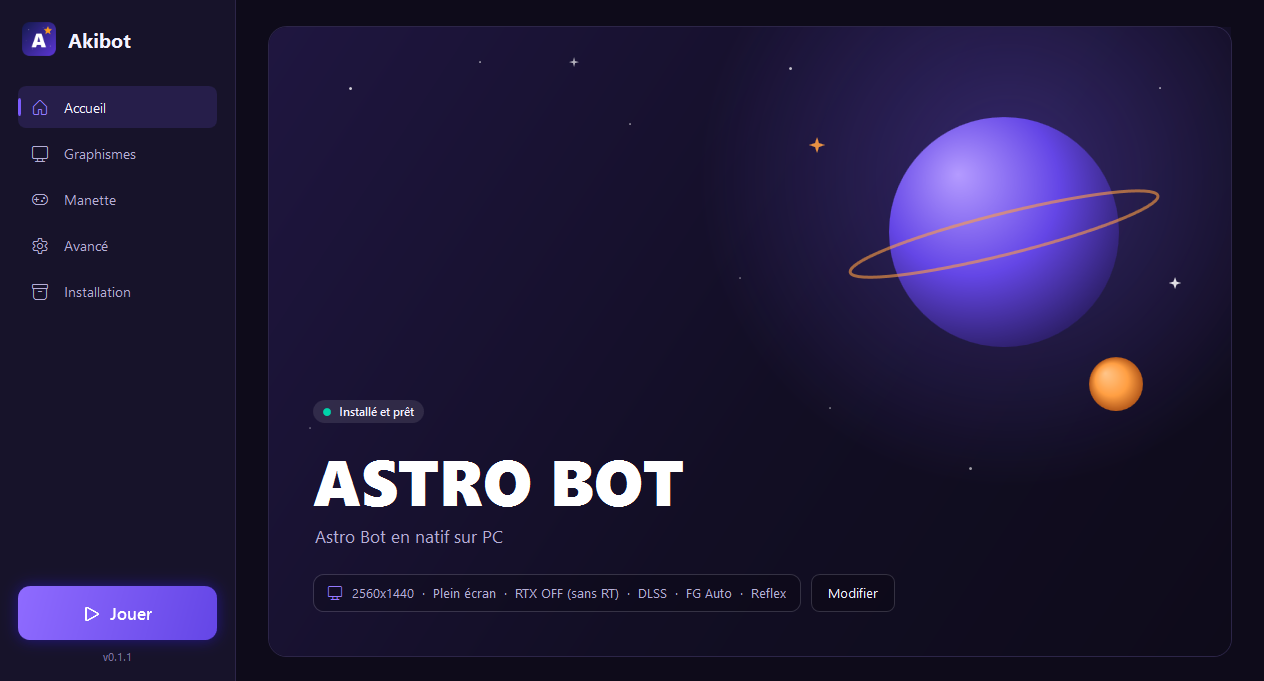 Akibot
Accueil
Graphismes
Manette
Avancé
Installation
Installé et prêt
ASTRO BOT
Astro Bot en natif sur PC
2560x1440 · Plein écran · RTX OFF (sans RT) · DLSS · FG Auto · Reflex
Modifier
Jouer
v0.1.1